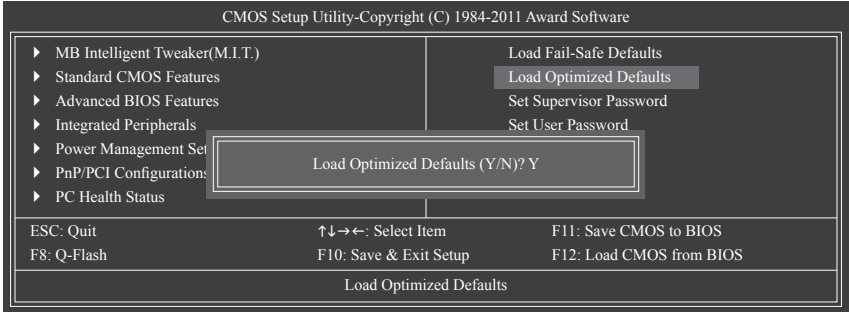 CMOS Setup Utility-Copyright (C) 1984-2011 Award Software
MB Intelligent Tweaker(M.I.T.)
Standard CMOS Features
Advanced BIOS Features
Integrated Peripherals
Power Management Set
PnP/PCI Configurations
PC Health Status
Load Fail-Safe Defaults
Load Optimized Defaults
Set Supervisor Password
Set User Password
Load Optimized Defaults (Y/N)? Y
ESC: Quit ↑↓→←: Select Item F11: Save CMOS to BIOS
F8: Q-Flash F10: Save & Exit Setup F12: Load CMOS from BIOS
Load Optimized Defaults